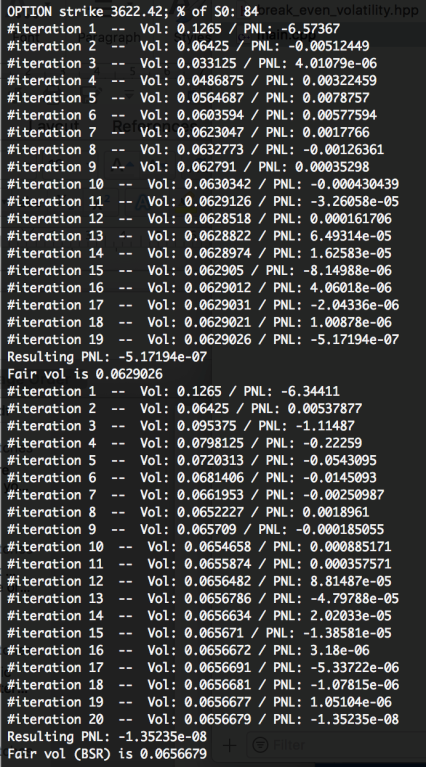 OPTION strike 3622.42; % of S0: 8
#iteration 1  --  Vol: 0.1265 / PNL: -6.57367
#iteration 2  --  Vol: 0.06425 / PNL: -0.00512449
#iteration 3  --  Vol: 0.033125 / PNL: 4.01079e-06
#iteration 4  --  Vol: 0.0486875 / PNL: 0.00322459
#iteration 5  --  Vol: 0.0564687 / PNL: 0.0078757
#iteration 6  --  Vol: 0.0603594 / PNL: 0.00577594
#iteration 7  --  Vol: 0.0623047 / PNL: 0.0017766
#iteration 8  --  Vol: 0.0632773 / PNL: -0.00126361
#iteration 9  --  Vol: 0.062791 / PNL: 0.00035298
#iteration 10  --  Vol: 0.0630342 / PNL: -0.000430439
#iteration 11  --  Vol: 0.0629126 / PNL: -3.26058e-05
#iteration 12  --  Vol: 0.0628518 / PNL: 0.000161706
#iteration 13  --  Vol: 0.0628822 / PNL: 6.49314e-05
#iteration 14  --  Vol: 0.0628974 / PNL: 1.62583e-05
#iteration 15  --  Vol: 0.062905 / PNL: -8.14988e-06
#iteration 16  --  Vol: 0.0629012 / PNL: 4.06018e-06
#iteration 17  --  Vol: 0.0629031 / PNL: -2.04336e-06
#iteration 18  --  Vol: 0.0629021 / PNL: 1.00878e-06
#iteration 19  --  Vol: 0.0629026 / PNL: -5.17194e-07
Resulting PNL: -5.17194e-07
Fair vol is 0.0629026
#iteration 1  --  Vol: 0.1265 / PNL: -6.34411
#iteration 2  --  Vol: 0.06425 / PNL: 0.00537877
#iteration 3  --  Vol: 0.095375 / PNL: -1.11487
#iteration 4  --  Vol: 0.0798125 / PNL: -0.22259
#iteration 5  --  Vol: 0.0720313 / PNL: -0.0543095
#iteration 6  --  Vol: 0.0681406 / PNL: -0.0145093
#iteration 7  --  Vol: 0.0661953 / PNL: -0.00250987
#iteration 8  --  Vol: 0.0652227 / PNL: 0.0018961
#iteration 9  --  Vol: 0.065709 / PNL: -0.000185055
#iteration 10  --  Vol: 0.0654658 / PNL: 0.000885171
#iteration 11  --  Vol: 0.0655874 / PNL: 0.000357571
#iteration 12  --  Vol: 0.0656482 / PNL: 8.81487e-05
#iteration 13  --  Vol: 0.0656786 / PNL: -4.79788e-05
#iteration 14  --  Vol: 0.0656634 / PNL: 2.02033e-05
#iteration 15  --  Vol: 0.065671 / PNL: -1.38581e-05
#iteration 16  --  Vol: 0.0656672 / PNL: 3.18e-06
#iteration 17  --  Vol: 0.0656691 / PNL: -5.33722e-06
#iteration 18  --  Vol: 0.0656681 / PNL: -1.07815e-06
#iteration 19  --  Vol: 0.0656677 / PNL: 1.05104e-06
#iteration 20  --  Vol: 0.0656679 / PNL: -1.35235e-08
Resulting PNL: -1.35235e-08
Fair vol (BSR) is 0.0656679
Filter